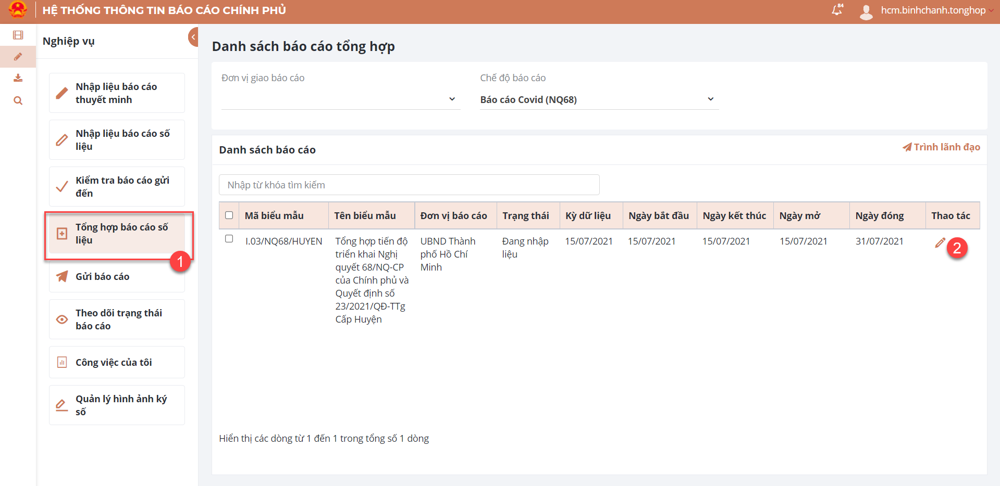 HỆ THỐNG THÔNG TIN BÁO CÁO CHÍNH PHỦ
84
hcm.binhchanh.tonghop
Nghiệp vụ
Nhập liệu báo cáo
thuyết minh
Nhập liệu báo cáo số
liệu
Kiểm tra báo cáo gửi
đến
Tổng hợp báo cáo số
liệu
1
Gửi báo cáo
Theo dõi trạng thái
báo cáo
Công việc của tôi
Quản lý hình ảnh ký
số
Danh sách báo cáo tổng hợp
Đơn vị giao báo cáo
Chế độ báo cáo
Báo cáo Covid (NQ68)
Danh sách báo cáo
Trình lãnh đạo
Nhập từ khóa tìm kiếm
Mã biểu mẫu Tên biểu mẫu Đơn vị báo cáo Trạng thái Kỳ dữ liệu Ngày bắt đầu Ngày kết thúc Ngày mở Ngày đóng Thao tác
I.03/NQ68/HUYEN
Tổng hợp tiến độ
triển khai Nghị
quyết 68/NQ-CP
của Chính phủ và
Quyết định số
23/2021/QĐ-TTg
Cấp Huyện
UBND Thành
phố Hồ Chí
Minh
Đang nhập
liệu
15/07/2021
15/07/2021
15/07/2021
15/07/2021
31/07/2021
2
Hiển thị các dòng từ 1 đến 1 trong tổng số 1 dòng